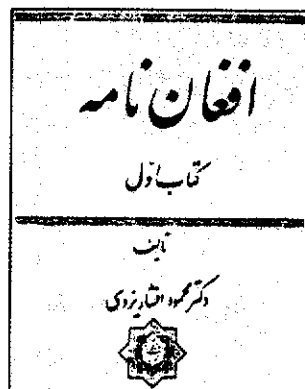 افغان نامه
کتاب اول
تألیف
دکتر محمود افشار یزدی